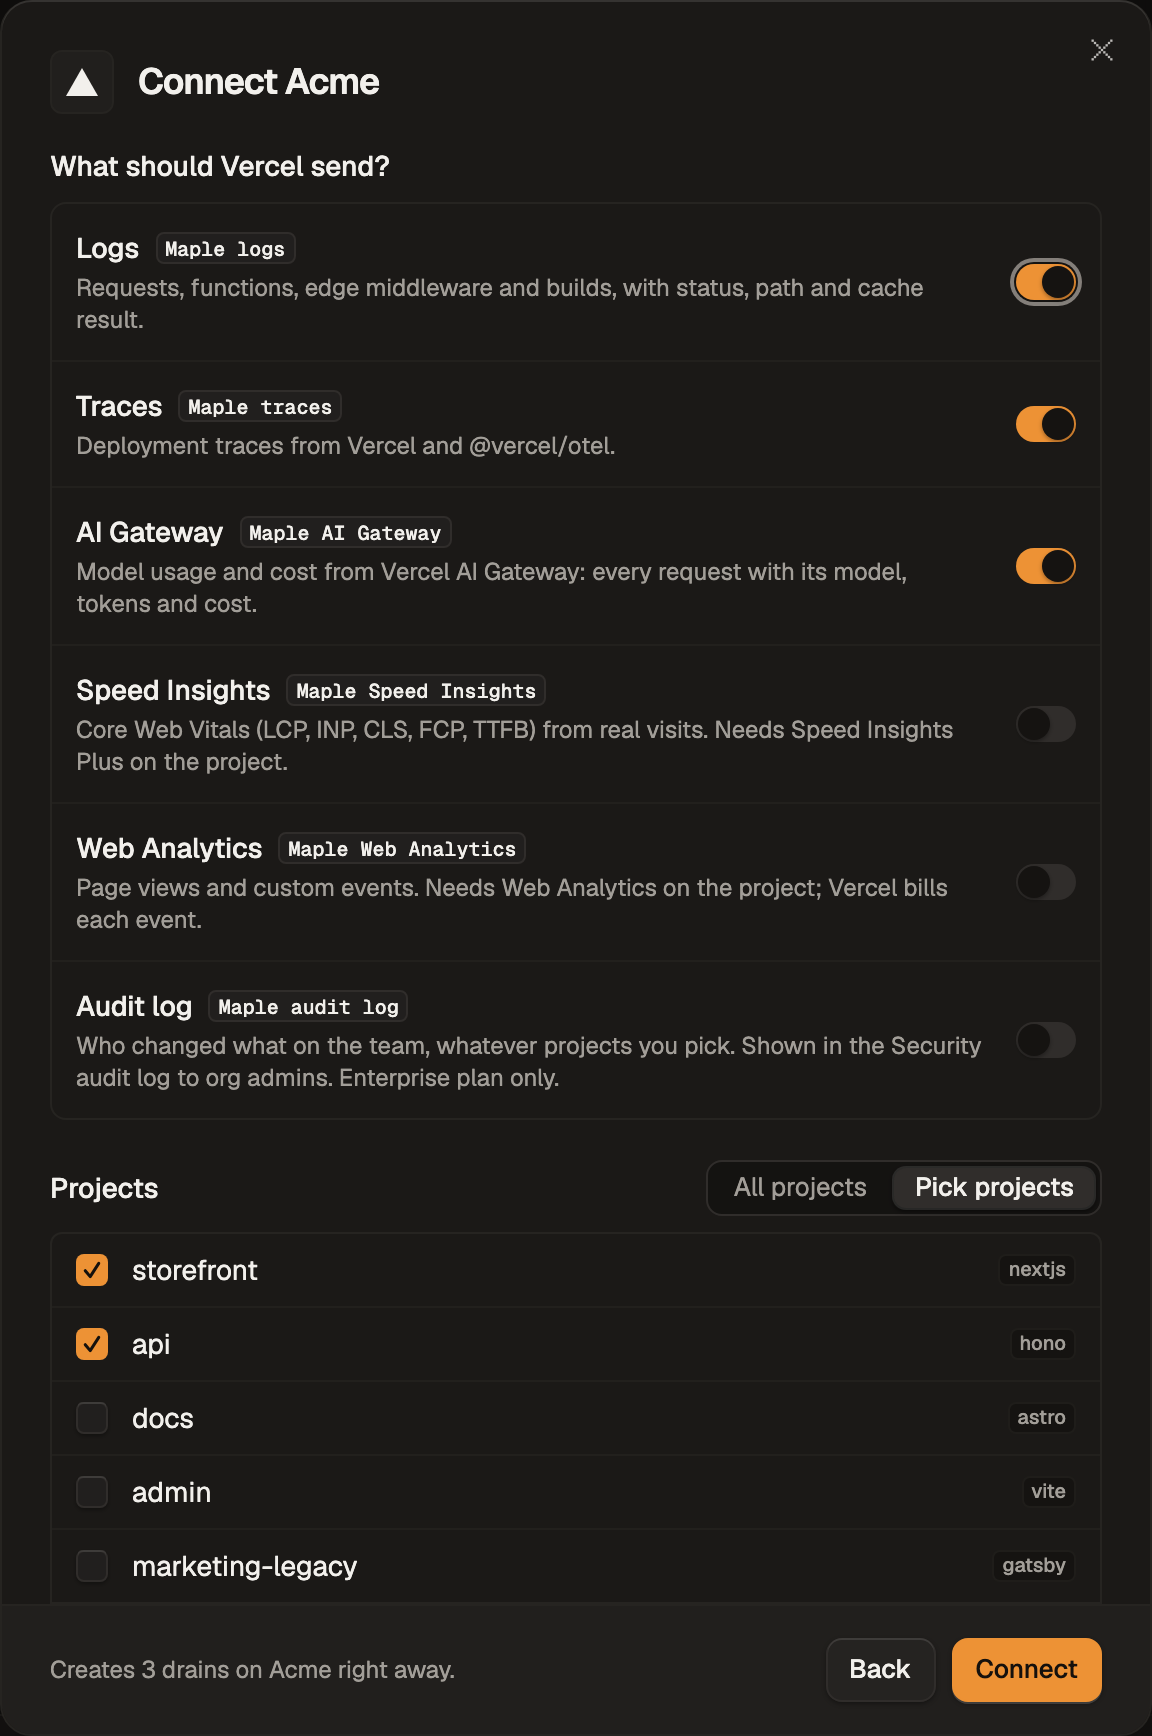 Connect Acme
What should Vercel send?
Logs Maple logs
Requests, functions, edge middleware and builds, with status, path and cache
result.
Traces Maple traces
Deployment traces from Vercel and @vercel/otel.
AI Gateway Maple AI Gateway
Model usage and cost from Vercel AI Gateway: every request with its model,
tokens and cost.
Speed Insights Maple Speed Insights
Core Web Vitals (LCP, INP, CLS, FCP, TTFB) from real visits. Needs Speed Insights
Plus on the project.
Web Analytics Maple Web Analytics
Page views and custom events. Needs Web Analytics on the project; Vercel bills
each event.
Audit log Maple audit log
Who changed what on the team, whatever projects you pick. Shown in the Security
audit log to org admins. Enterprise plan only.
Projects All projects Pick projects
storefront nextjs
api hono
docs astro
admin vite
marketing-legacy gatsby
Creates 3 drains on Acme right away. Back Connect